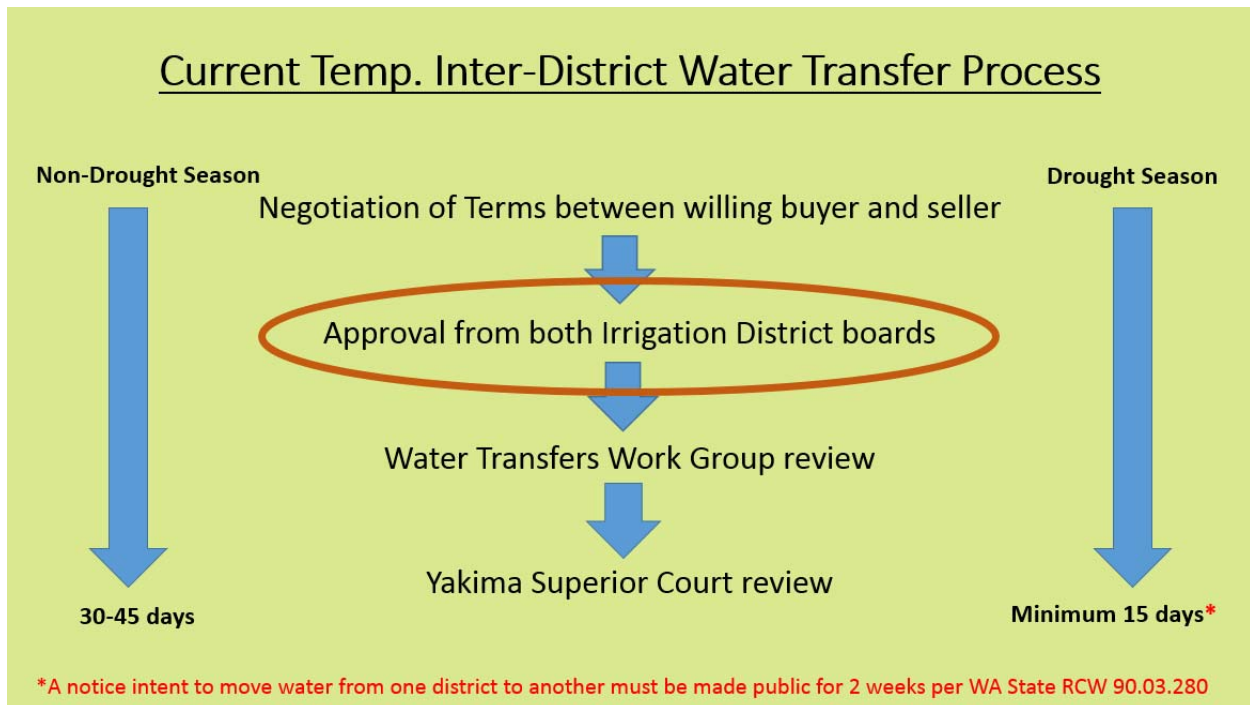 Current Temp. Inter-District Water Transfer Process
Non-Drought Season
Drought Season
Negotiation of Terms between willing buyer and seller
Approval from both Irrigation District boards
Water Transfers Work Group review
Yakima Superior Court review
30-45 days
Minimum 15 days*
*A notice intent to move water from one district to another must be made public for 2 weeks per WA State RCW 90.03.280